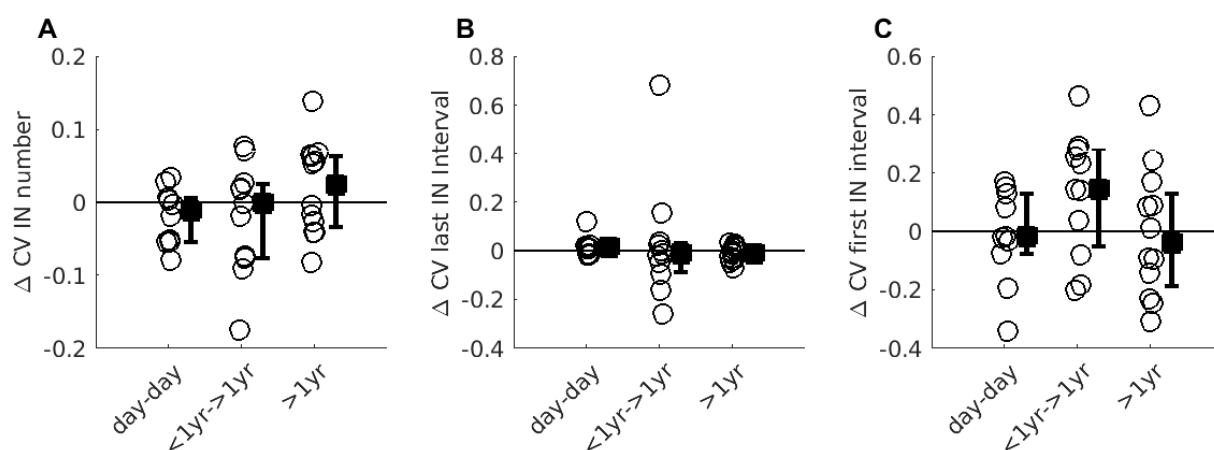 A
Δ CV IN number
0.2
0.1
0
-0.1
-0.2
day-day
<1yr->1yr
>1yr
B
Δ CV last IN Interval
0.8
0.6
0.4
0.2
0
-0.2
-0.4
day-day
<1yr->1yr
>1yr
C
Δ CV first IN interval
0.6
0.4
0.2
0
-0.2
-0.4
day-day
<1yr->1yr
>1yr